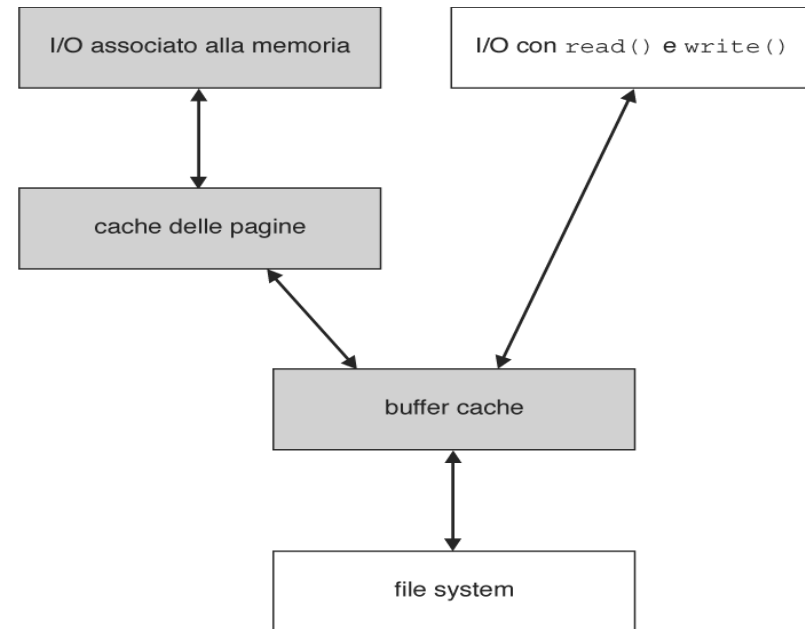 I/O associato alla memoria
I/O con read() e write()
cache delle pagine
buffer cache
file system